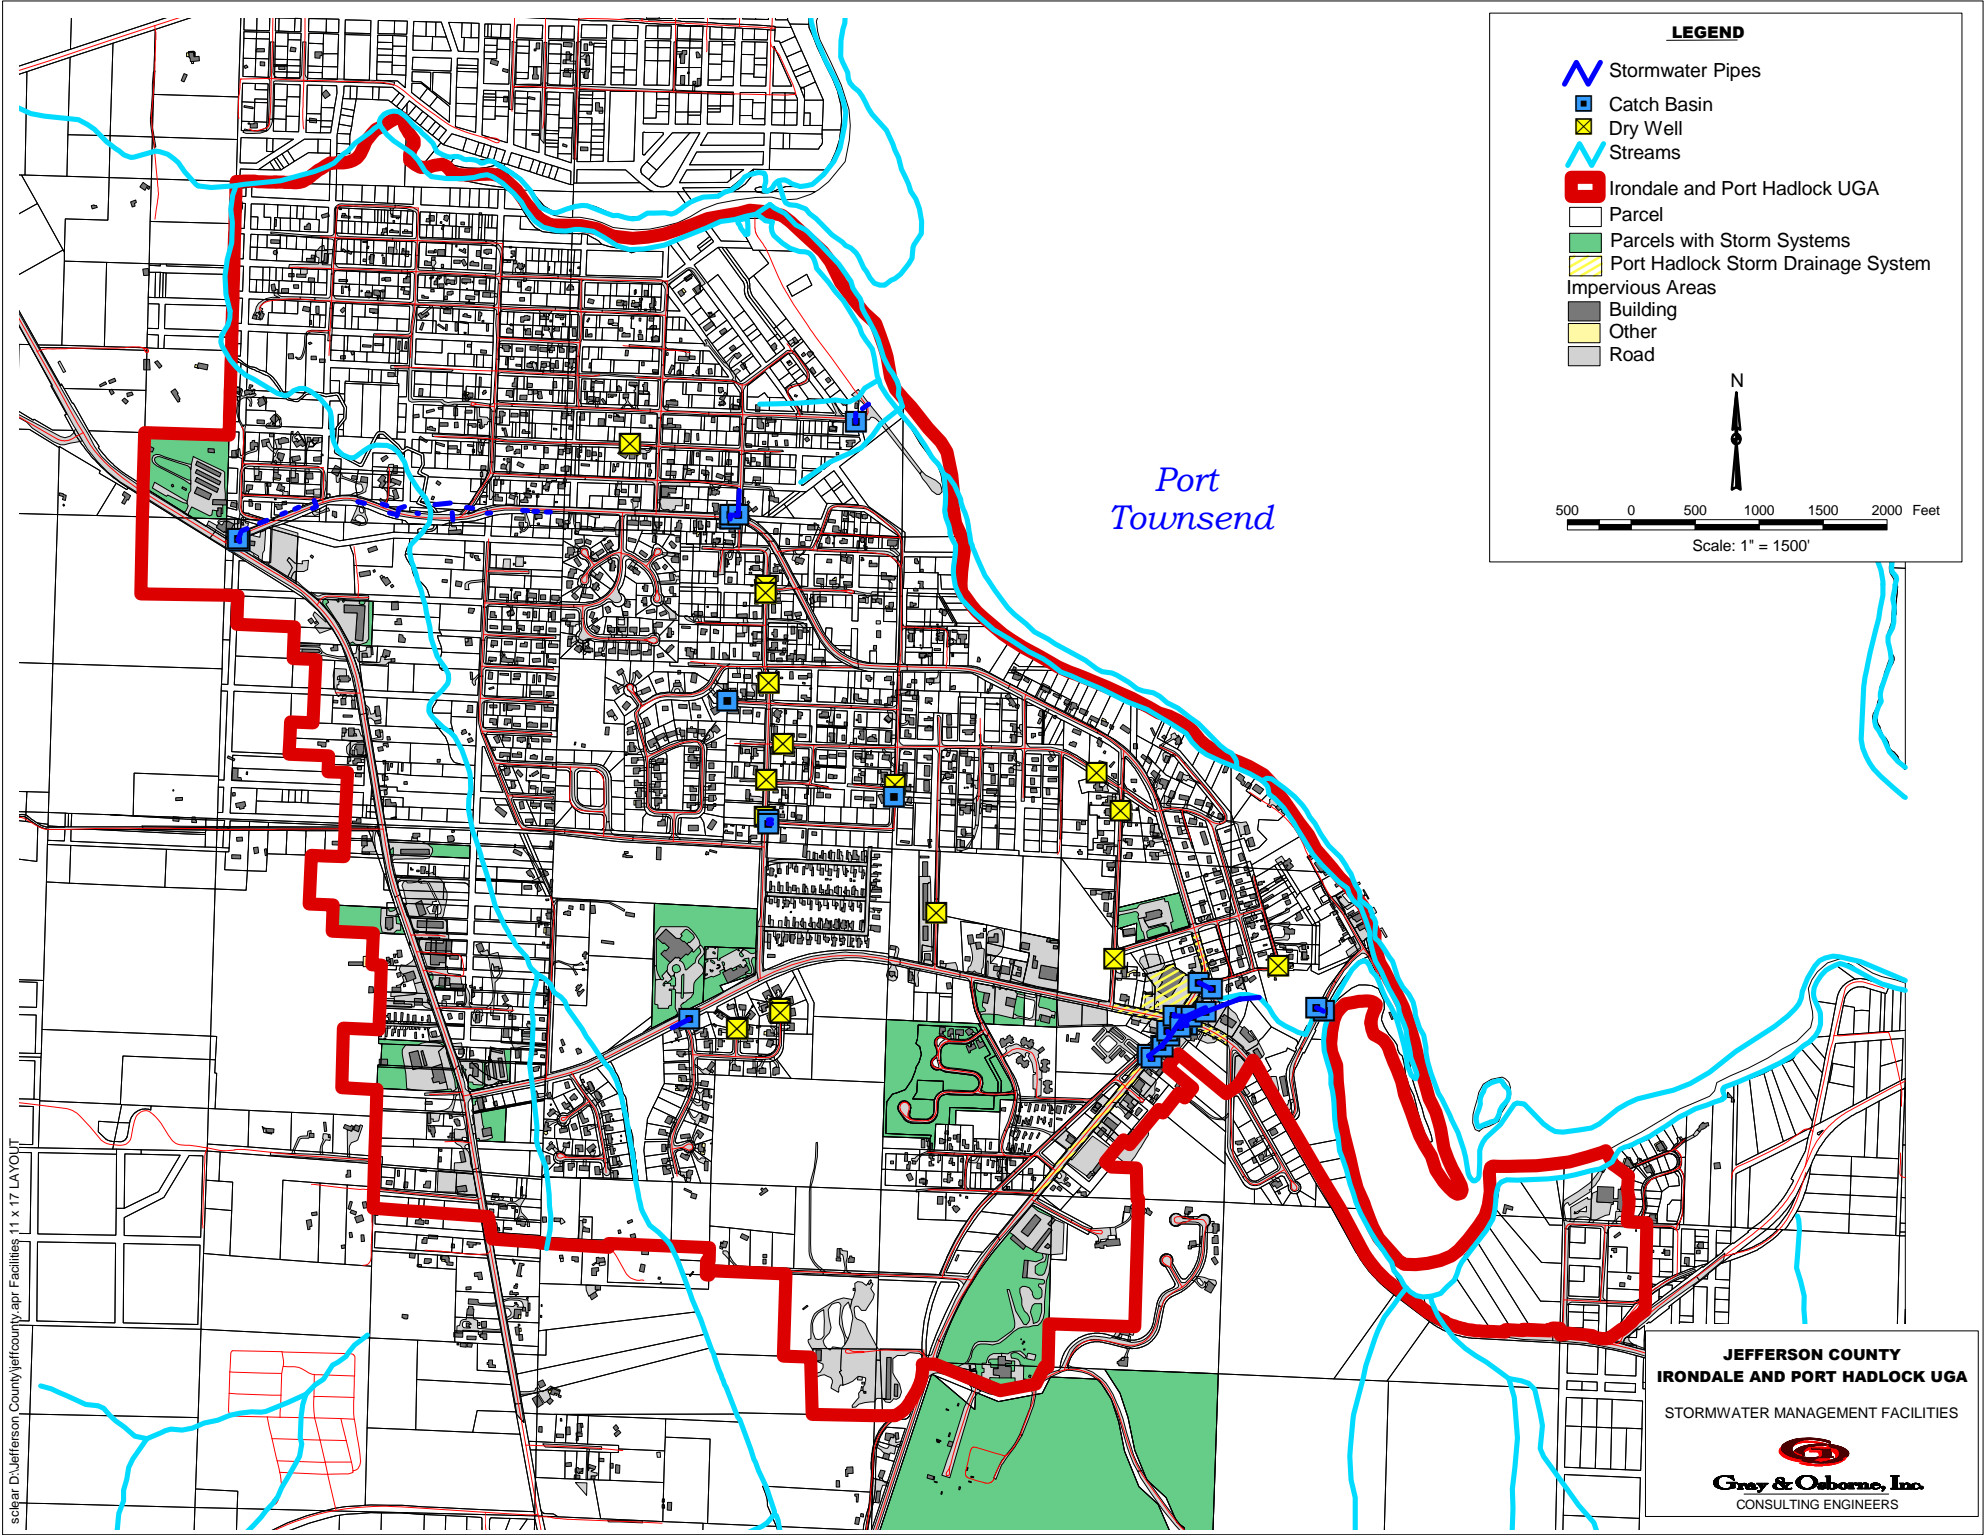 LEGEND
Stormwater Pipes
Catch Basin
Dry Well
Streams
Irondale and Port Hadlock UGA
Parcel
Parcels with Storm Systems
Port Hadlock Storm Drainage System
Impervious Areas
Building
Other
Road
N
500 0 500 1000 1500 2000 Feet
Scale: 1" = 1500'
Port
Townsend
JEFFERSON COUNTY
IRONDALE AND PORT HADLOCK UGA
STORMWATER MANAGEMENT FACILITIES
Gray & Osborne, Inc.
CONSULTING ENGINEERS
sclear D:\Jefferson County\jeffcounty.apr Facilities 11 x 17 LAYOUT